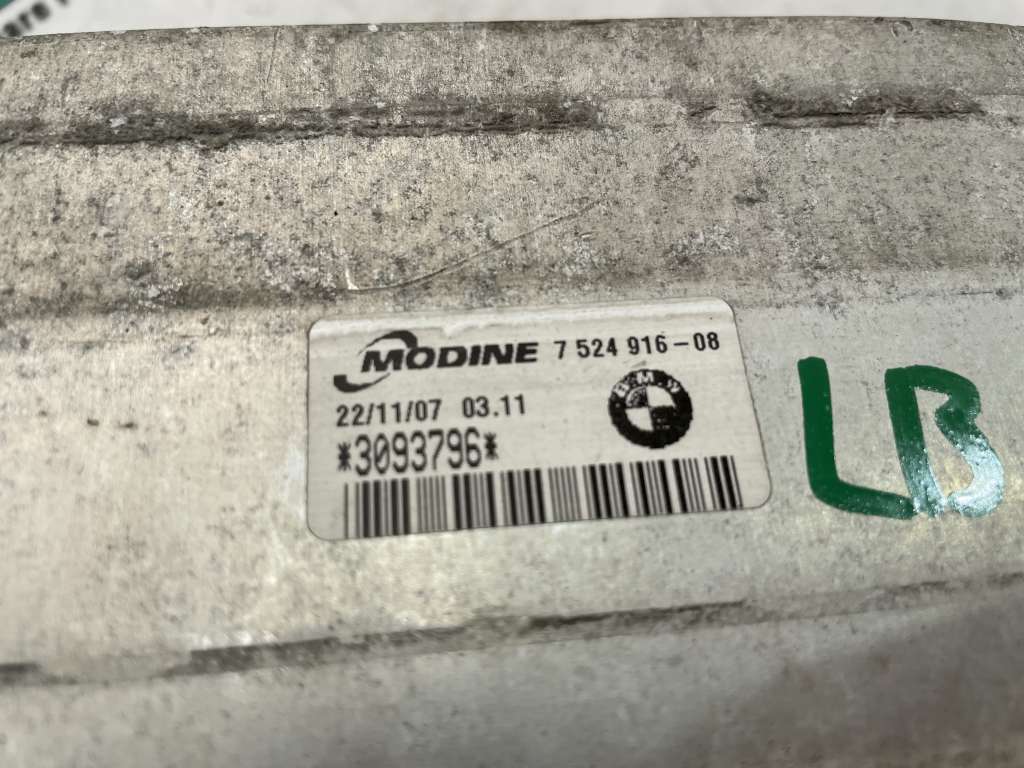 MODINE 7 524 916-08
22/11/07 03.11
B.M.W
*3093796*
LB